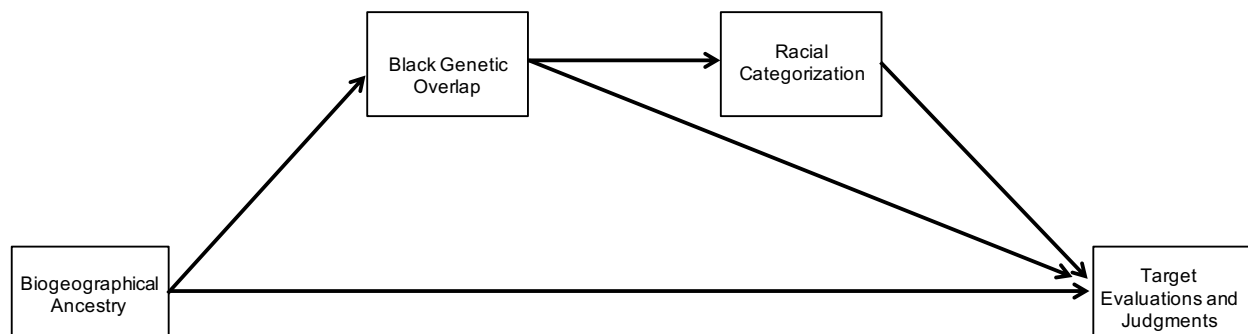 Black Genetic
Overlap
Racial
Categorization
Biogeographical
Ancestry
Target
Evaluations and
Judgments